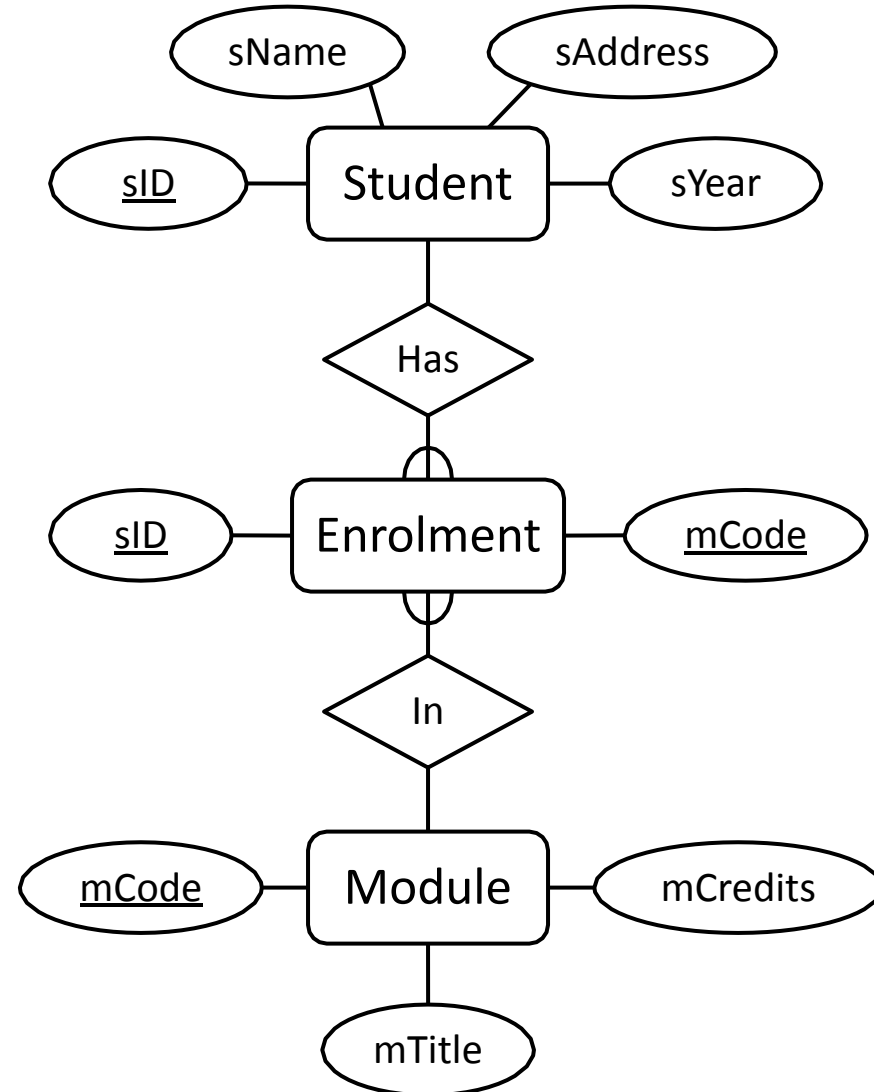 sName
sAddress
sID
Student
sYear
Has
sID
Enrolment
mCode
In
mCode
Module
mCredits
mTitle